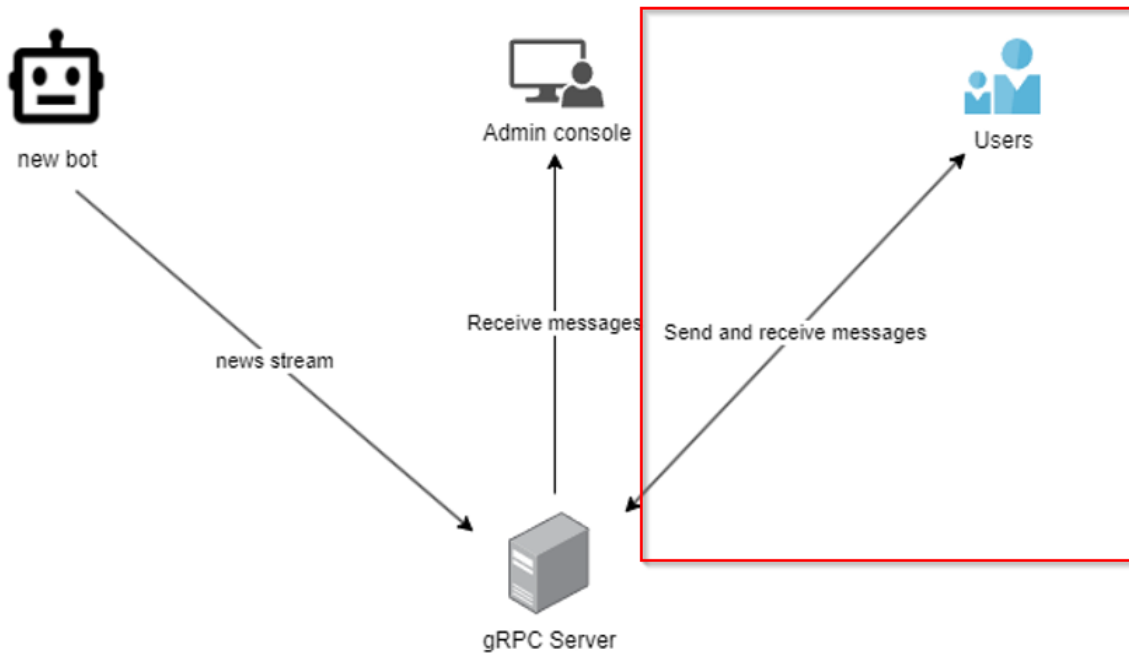 new bot
Admin console
Users
news stream
Receive messages
Send and receive messages
gRPC Server